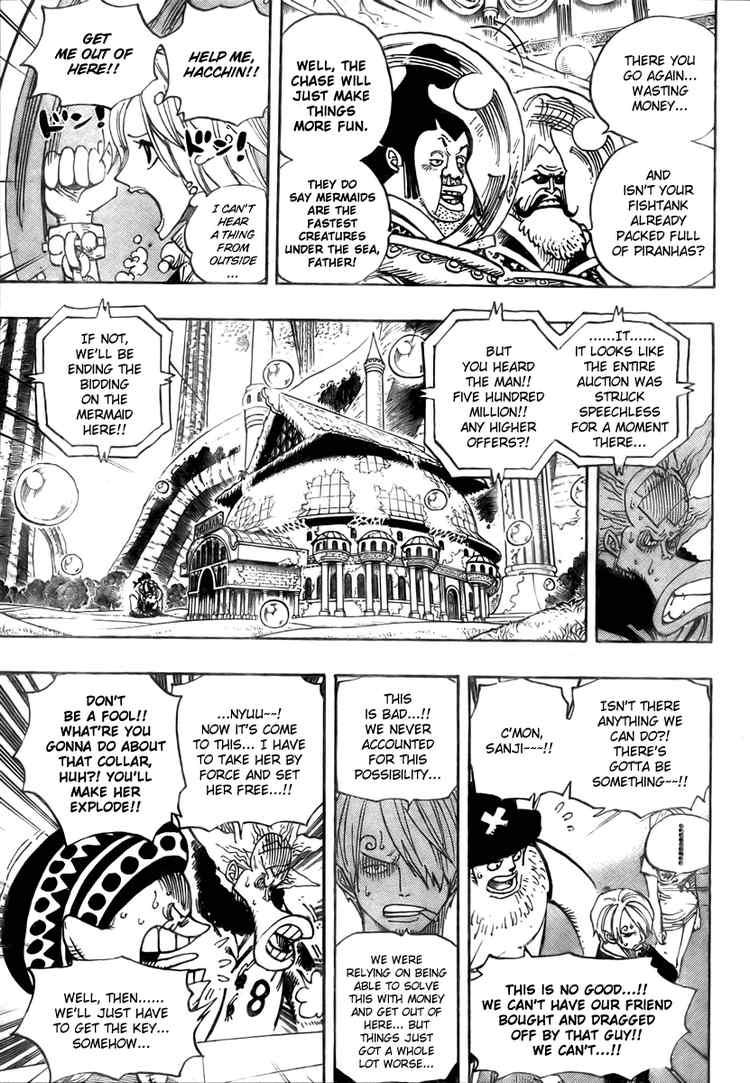 THERE YOU
GO AGAIN...
WASTING
MONEY...
AND
ISN'T YOUR
FISHTANK
ALREADY
PACKED FULL
OF PIRANHAS?
WELL, THE
CHASE WILL
JUST MAKE
THINGS
MORE FUN.
THEY DO
SAY MERMAIDS
ARE THE
FASTEST
CREATURES
UNDER THE SEA,
FATHER!
HELP ME,
HACCHIN!!
GET
ME OUT OF
HERE!!
ドン!
ドン!
I CAN'T
HEAR
A THING
FROM
OUTSIDE
...
......IT......
IT LOOKS LIKE
THE ENTIRE
AUCTION WAS
STRUCK
SPEECHLESS
FOR A MOMENT
THERE...
BUT
YOU HEARD
THE MAN!!
FIVE HUNDRED
MILLION!!
ANY HIGHER
OFFERS?!
IF NOT,
WE'LL BE
ENDING THE
BIDDING
ON THE
MERMAID
HERE!!
ISN'T THERE
ANYTHING WE
CAN DO?!
THERE'S
GOTTA BE
SOMETHING~~!!
C'MON,
SANJI~~~!!
THIS IS NO GOOD...!!
WE CAN'T HAVE OUR FRIEND
BOUGHT AND DRAGGED
OFF BY THAT GUY!!
WE CAN'T...!!
THIS
IS BAD...!!
WE NEVER
ACCOUNTED
FOR THIS
POSSIBILITY...
WE WERE
RELYING ON BEING
ABLE TO SOLVE
THIS WITH MONEY
AND GET OUT OF
HERE... BUT
THINGS JUST
GOT A WHOLE
LOT WORSE...
...NYUU~~!
NOW IT'S COME
TO THIS... I HAVE
TO TAKE HER BY
FORCE AND SET
HER FREE...!!
DON'T
BE A FOOL!!
WHAT'RE YOU
GONNA DO ABOUT
THAT COLLAR,
HUH?! YOU'LL
MAKE HER
EXPLODE!!
8
WELL, THEN......
WE'LL JUST HAVE
TO GET THE KEY...
SOMEHOW...